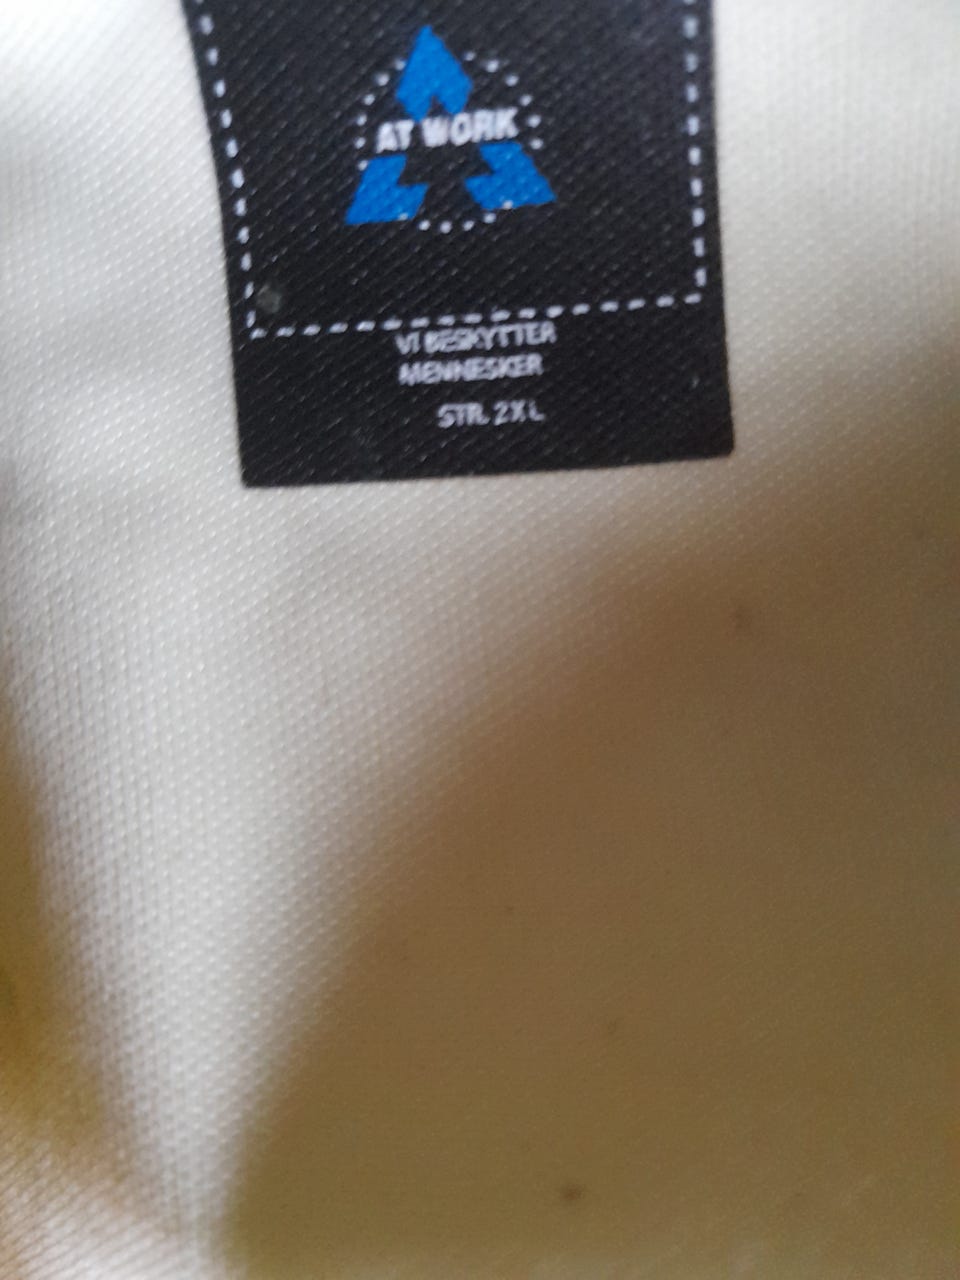 AT WORK
VI BESKYTTER
MENNESKER
STR. 2XL